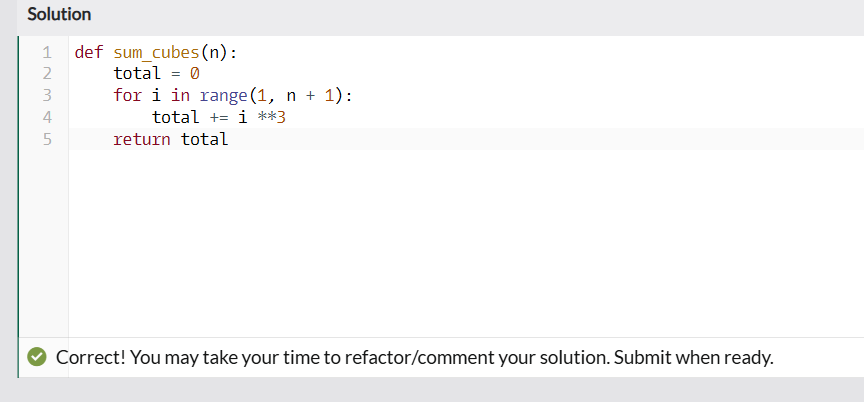 Solution
1 def sum_cubes(n):
2     total = 0
3     for i in range(1, n + 1):
4         total += i **3
5     return total
Correct! You may take your time to refactor/comment your solution. Submit when ready.